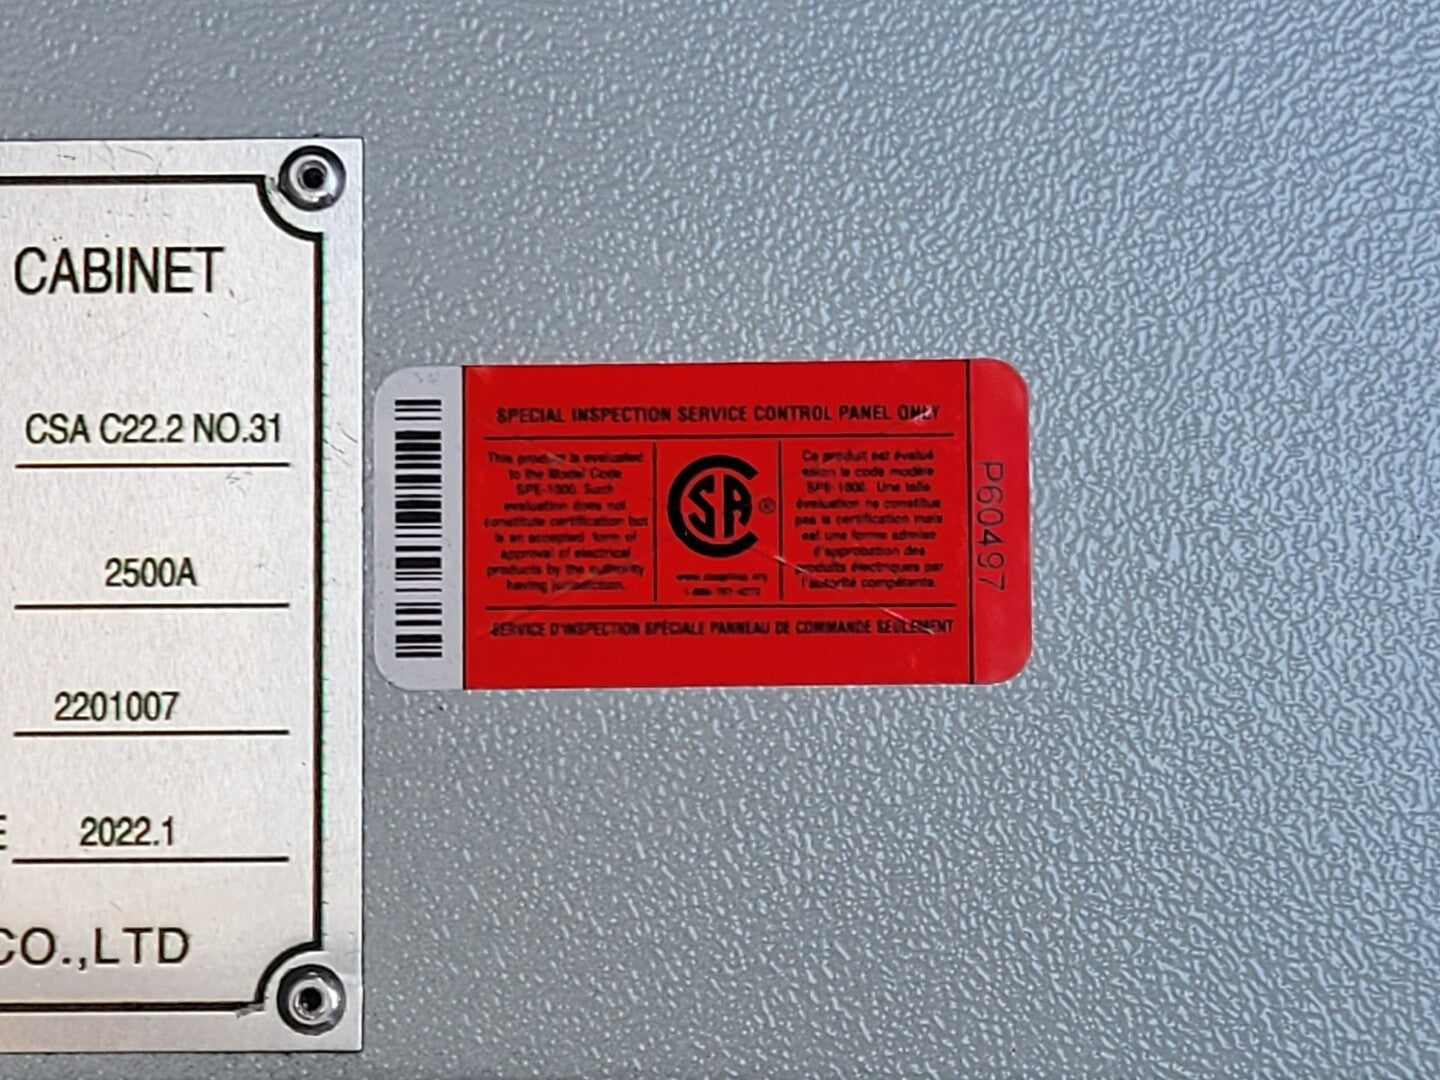 CABINET
CSA C22.2 NO.31
2500A
2201007
E 2022.1
CO.,LTD
SPECIAL INSPECTION SERVICE CONTROL PANEL ONLY
This product is evaluated
to the Model Code
SPE-1000. Such
evaluation does not
constitute certification but
is an accepted form of
approval of electrical
products by the authority
having jurisdiction.
CSA®
Ce produit est évalué
selon le code modèle
SPE-1000. Une telle
évaluation ne constitue
pas la certification mais
est une forme admise
d'approbation des
produits électriques par
l'autorité compétente.
SERVICE D'INSPECTION SPÉCIALE PANNEAU DE COMMANDE SEULEMENT
P60497